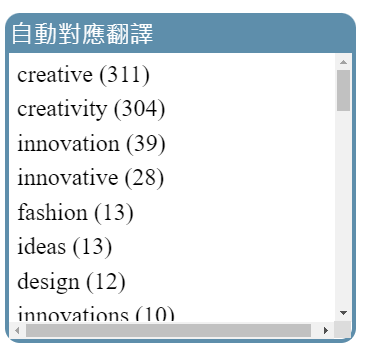 自動對應翻譯
creative (311)
creativity (304)
innovation (39)
innovative (28)
fashion (13)
ideas (13)
design (12)
innovations (10)